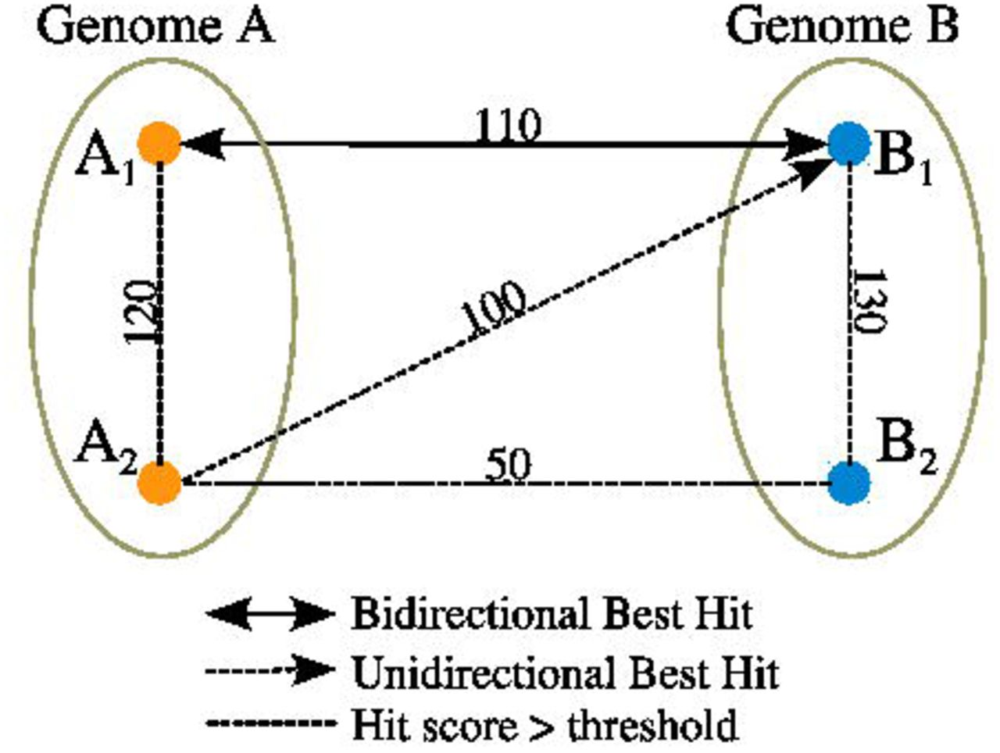 Genome A
Genome B
110
A1
B1
120
100
130
A2
B2
50
Bidirectional Best Hit
Unidirectional Best Hit
Hit score > threshold